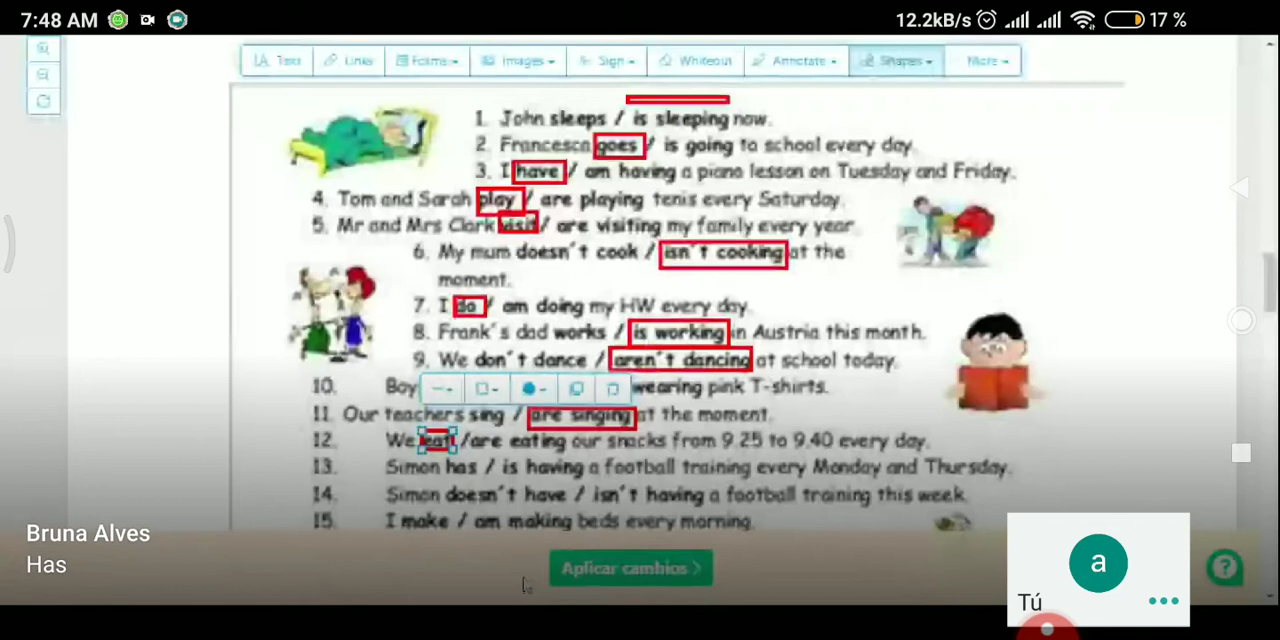 7:48 AM 12.2kB/s 17 %
Text Links Forms Images Sign Whiteout Annotate Shapes More
1. John sleeps / is sleeping now.
2. Francesca goes / is going to school every day.
3. I have / am having a piano lesson on Tuesday and Friday.
4. Tom and Sarah play / are playing tenis every Saturday.
5. Mr and Mrs Clark visit / are visiting my family every year.
6. My mum doesn´t cook / isn´t cooking at the
moment.
7. I do / am doing my HW every day.
8. Frank´s dad works / is working in Austria this month.
9. We don´t dance / aren´t dancing at school today.
10. Boy wearing pink T-shirts.
11. Our teachers sing / are singing at the moment.
12. We eat /are eating our snacks from 9.25 to 9.40 every day.
13. Simon has / is having a football training every Monday and Thursday.
14. Simon doesn´t have / isn´t having a football training this week.
15. I make / am making beds every morning.
Bruna Alves
Has
Aplicar cambios
a
Tú